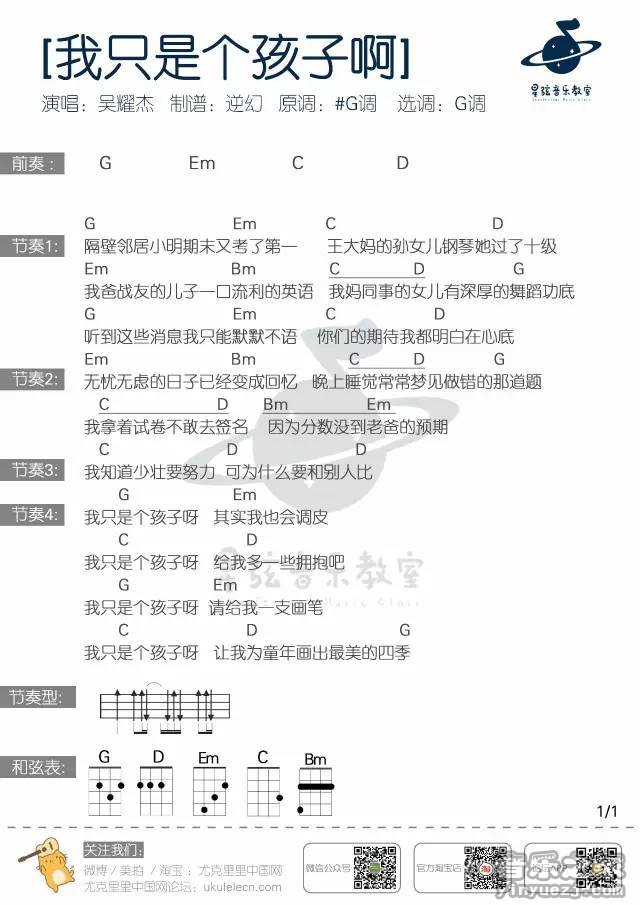 [我只是个孩子啊]
星弦音乐教室
演唱：吴耀杰 制谱：逆幻 原调：#G调 选调：G调
前奏： G Em C D
G Em C D
节奏1: 隔壁邻居小明期末又考了第一 王大妈的孙女儿钢琴她过了十级
Em Bm C D G
我爸战友的儿子一口流利的英语 我妈同事的女儿有深厚的舞蹈功底
G Em C D
听到这些消息我只能默默不语 你们的期待我都明白在心底
Em Bm C D G
节奏2: 无忧无虑的日子已经变成回忆 晚上睡觉常常梦见做错的那道题
C D Bm Em
我拿着试卷不敢去签名 因为分数没到老爸的预期
C D D
节奏3: 我知道少壮要努力 可为什么要和别人比
G Em
节奏4: 我只是个孩子呀 其实我也会调皮
C D
我只是个孩子呀 给我多一些拥抱吧
G Em
我只是个孩子呀 请给我一支画笔
C D G
我只是个孩子呀 让我为童年画出最美的四季
星弦音乐教室
节奏型:
和弦表: G D Em C Bm
1/1
关注我们:
微博 / 美拍 / 淘宝 : 尤克里里中国网
尤克里里中国网论坛: ukulelecn.com
微信公众号
官方淘宝店
yinyuezj.com